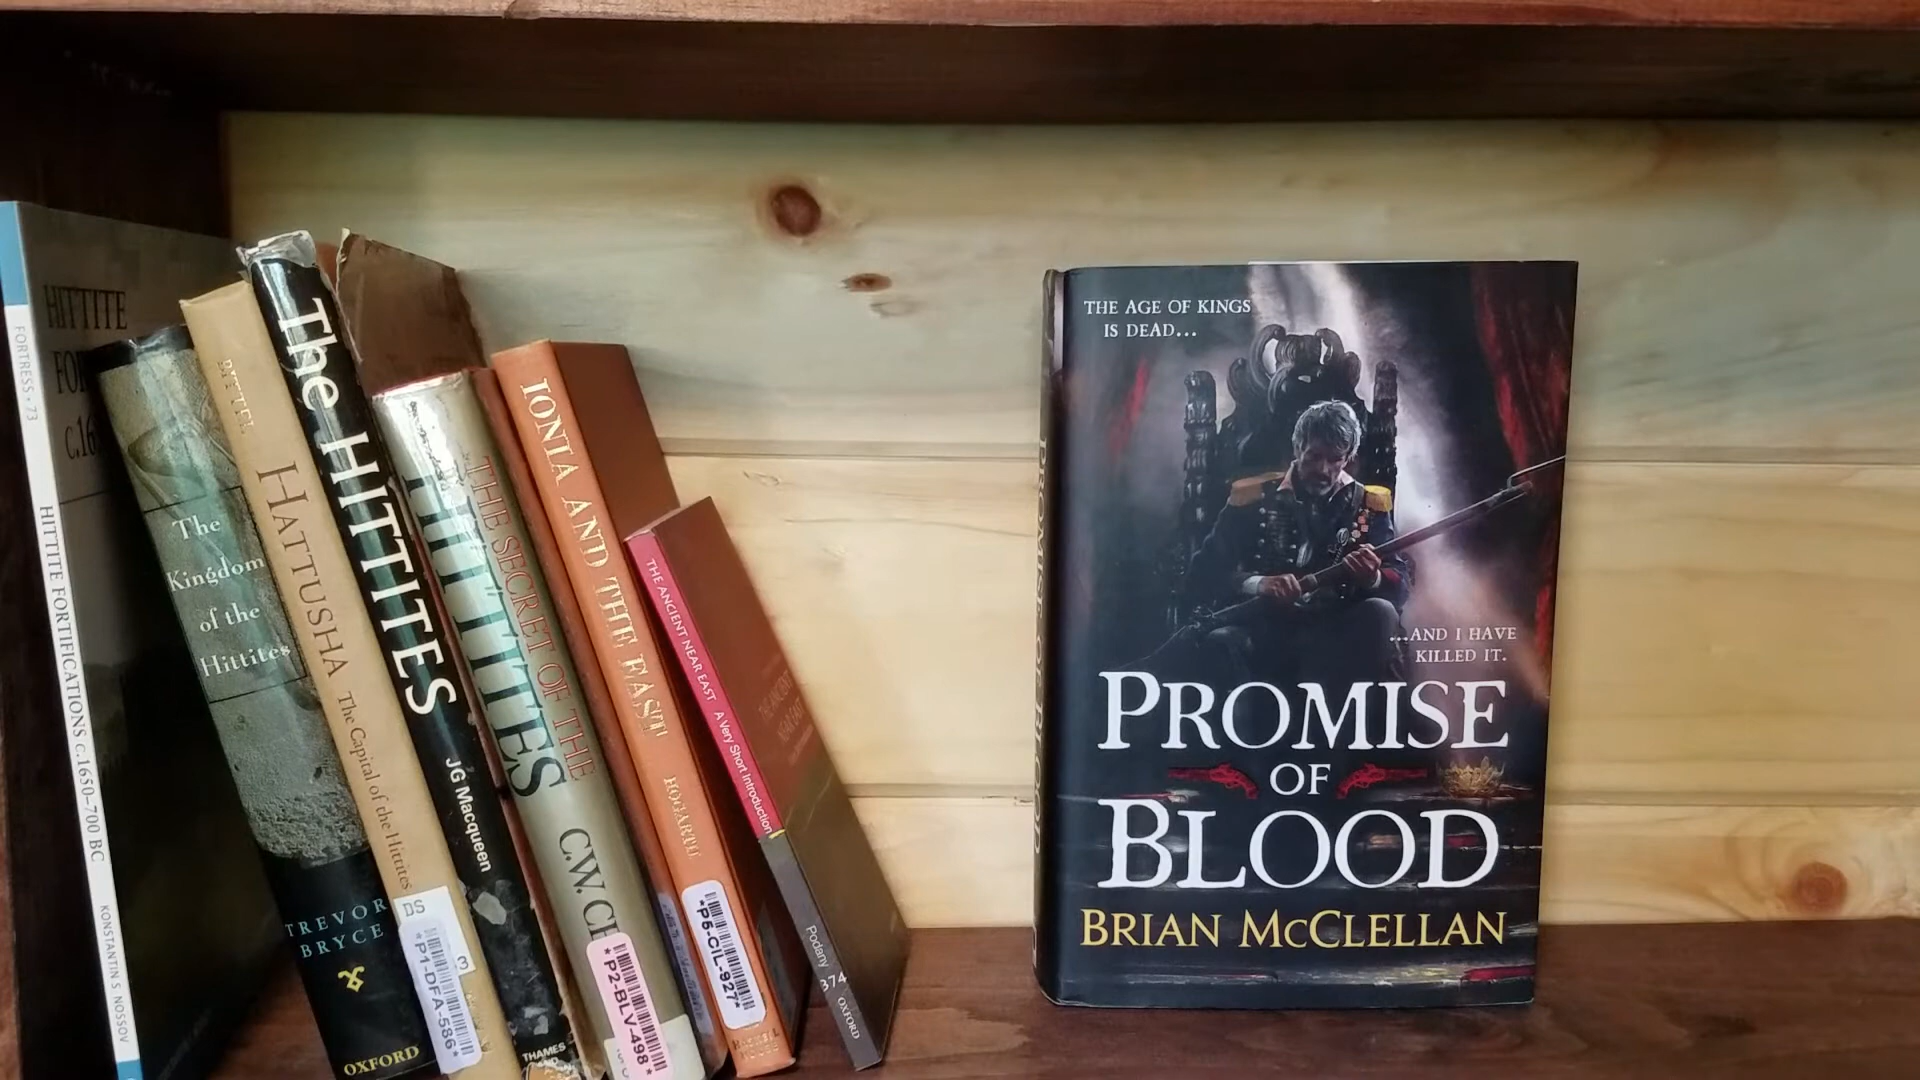 HITTITE
FORTRESS • 73
HITTITE FORTIFICATIONS C.1650–700 BC
KONSTANTIN S NOSSOV
The
Kingdom
of the
Hittites
TREVOR
BRYCE
OXFORD
BITTEL
HATTUSHA The Capital of the Hittites
DS
*P1-DFA-586*
The HITTITES
JG Macqueen
THAMES
THE SECRET OF THE
HITTITES
C.W.
*P2-BLV-498*
IONIA AND THE EAST
HOGARTH
*P5-CIL-927*
THE ANCIENT NEAR EAST A Very Short Introduction
Podany
374
OXFORD
PROMISE OF BLOOD
THE AGE OF KINGS
IS DEAD...
...AND I HAVE
KILLED IT.
PROMISE
OF
BLOOD
BRIAN McCLELLAN